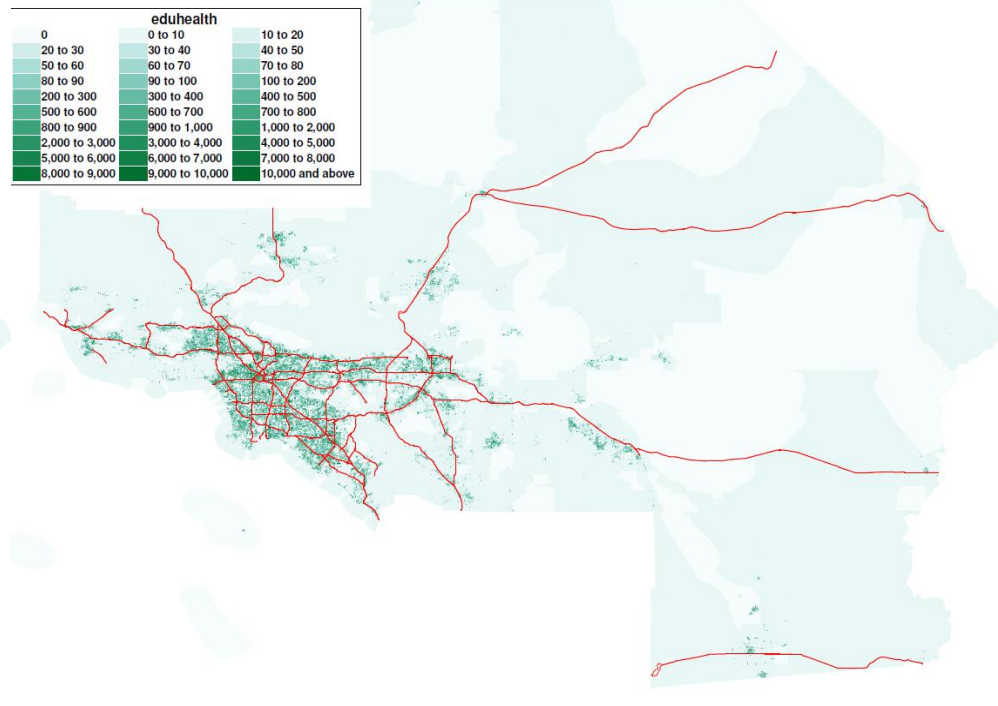 eduhealth
0 0 to 10 10 to 20
20 to 30 30 to 40 40 to 50
50 to 60 60 to 70 70 to 80
80 to 90 90 to 100 100 to 200
200 to 300 300 to 400 400 to 500
500 to 600 600 to 700 700 to 800
800 to 900 900 to 1,000 1,000 to 2,000
2,000 to 3,000 3,000 to 4,000 4,000 to 5,000
5,000 to 6,000 6,000 to 7,000 7,000 to 8,000
8,000 to 9,000 9,000 to 10,000 10,000 and above